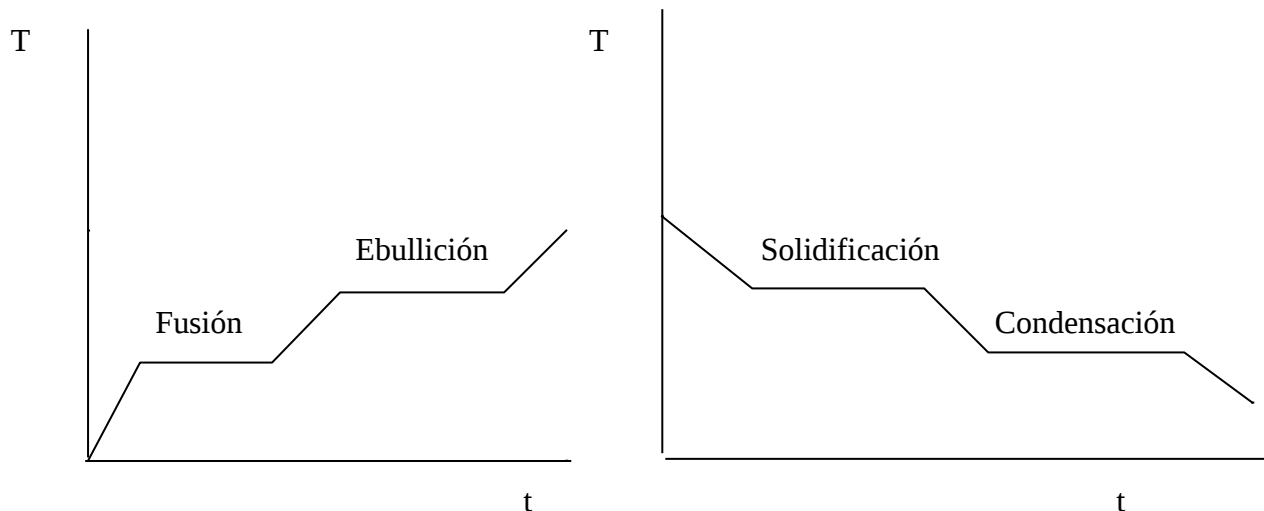 T
Ebullición
Fusión
t
T
Solidificación
Condensación
t